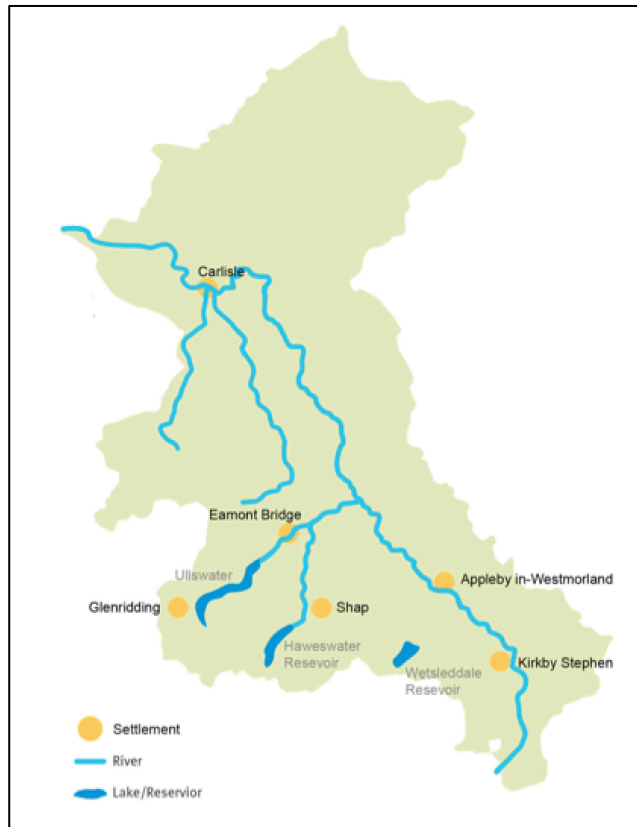 Carlisle
Eamont Bridge
Ullswater
Appleby in-Westmorland
Glenridding
Shap
Haweswater
Resevoir
Wetsleddale
Resevoir
Kirkby Stephen
Settlement
River
Lake/Reservior